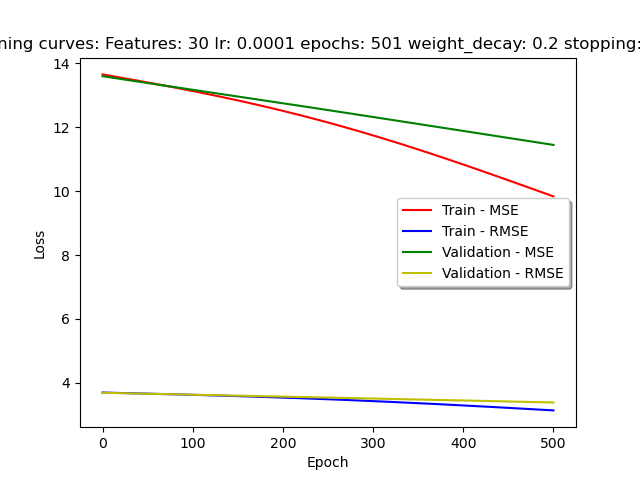 ning curves: Features: 30 lr: 0.0001 epochs: 501 weight_decay: 0.2 stopping:
14
12
10
8
6
4
Loss
Train - MSE
Train - RMSE
Validation - MSE
Validation - RMSE
0 100 200 300 400 500
Epoch